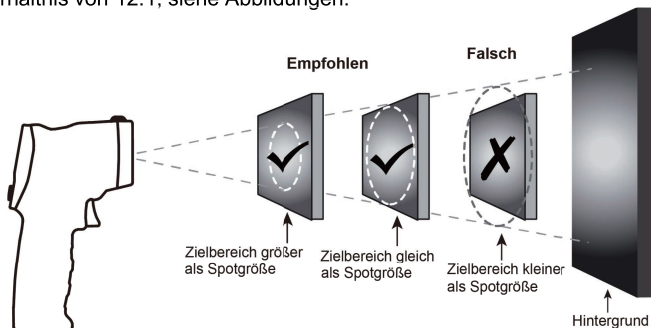 von 12:1, siehe Abbildungen.
Empfohlen
Falsch
Zielbereich größer
als Spotgröße
Zielbereich gleich
als Spotgröße
Zielbereich kleiner
als Spotgröße
Hintergrund